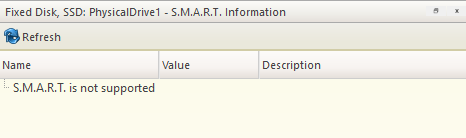 Fixed Disk, SSD: PhysicalDrive1 - S.M.A.R.T. Information
Refresh
Name Value Description
S.M.A.R.T. is not supported